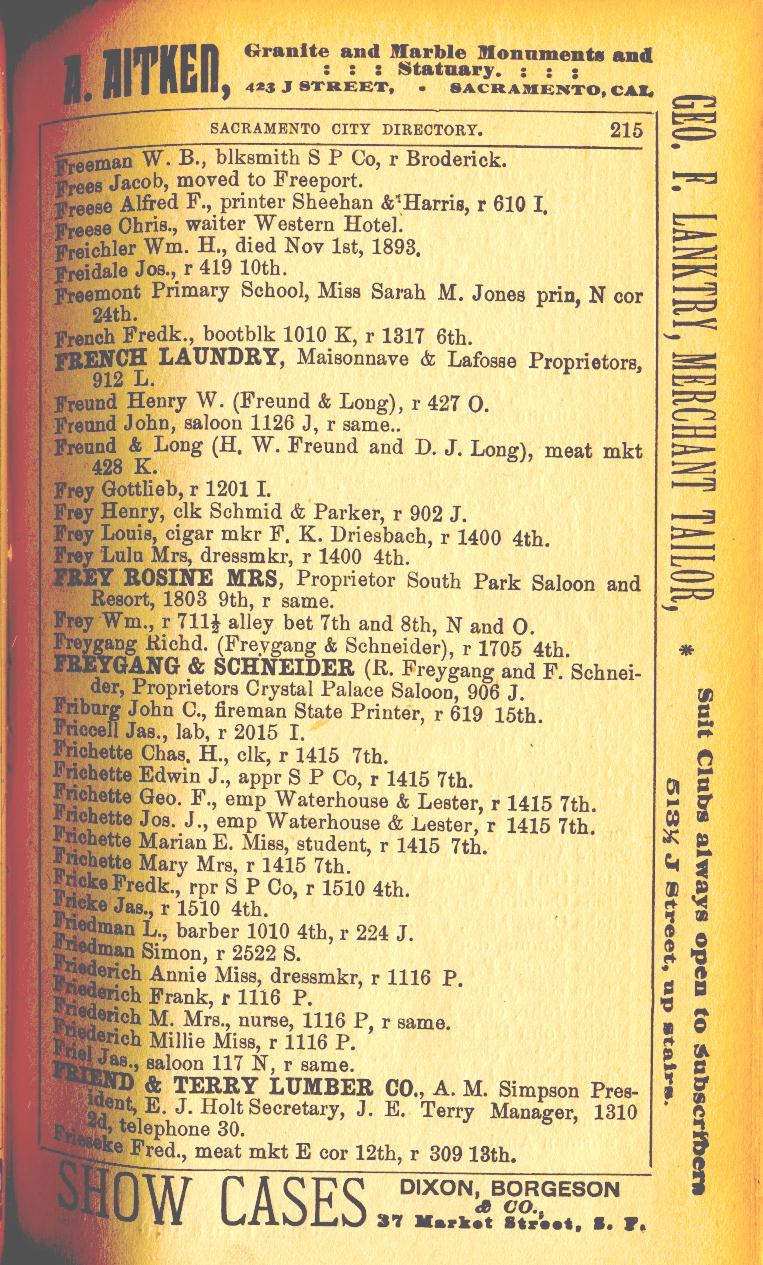 A. AITKEN,
Granite and Marble Monuments and
: : : Statuary. : : :
423 J STREET, - SACRAMENTO, CAL.
SACRAMENTO CITY DIRECTORY. 215
Freeman W. B., blksmith S P Co, r Broderick.
Frees Jacob, moved to Freeport.
Freese Alfred F., printer Sheehan & Harris, r 610 I.
Freese Chris., waiter Western Hotel.
Freichler Wm. H., died Nov 1st, 1893.
Freidale Jos., r 419 10th.
Freemont Primary School, Miss Sarah M. Jones prin, N cor
24th.
French Fredk., bootblk 1010 K, r 1317 6th.
FRENCH LAUNDRY, Maisonnave & Lafosse Proprietors,
912 L.
Freund Henry W. (Freund & Long), r 427 O.
Freund John, saloon 1126 J, r same..
Freund & Long (H. W. Freund and D. J. Long), meat mkt
428 K.
Frey Gottlieb, r 1201 I.
Frey Henry, clk Schmid & Parker, r 902 J.
Frey Louis, cigar mkr F. K. Driesbach, r 1400 4th.
Frey Lulu Mrs, dressmkr, r 1400 4th.
FREY ROSINE MRS, Proprietor South Park Saloon and
Resort, 1803 9th, r same.
Frey Wm., r 711½ alley bet 7th and 8th, N and O.
Freygang Richd. (Freygang & Schneider), r 1705 4th.
FREYGANG & SCHNEIDER (R. Freygang and F. Schnei-
der, Proprietors Crystal Palace Saloon, 906 J.
Friburg John C., fireman State Printer, r 619 15th.
Friccell Jas., lab, r 2015 I.
Frichette Chas. H., clk, r 1415 7th.
Frichette Edwin J., appr S P Co, r 1415 7th.
Frichette Geo. F., emp Waterhouse & Lester, r 1415 7th.
Frichette Jos. J., emp Waterhouse & Lester, r 1415 7th.
Frichette Marian E. Miss, student, r 1415 7th.
Frichette Mary Mrs, r 1415 7th.
Fricke Fredk., rpr S P Co, r 1510 4th.
Fricke Jas., r 1510 4th.
Friedman L., barber 1010 4th, r 224 J.
Friedman Simon, r 2522 S.
Friederich Annie Miss, dressmkr, r 1116 P.
Friederich Frank, r 1116 P.
Friederich M. Mrs., nurse, 1116 P, r same.
Friederich Millie Miss, r 1116 P.
Friel Jas., saloon 117 N, r same.
FRIEND & TERRY LUMBER CO., A. M. Simpson Pres-
ident, E. J. Holt Secretary, J. E. Terry Manager, 1310
2d, telephone 30.
Frieseke Fred., meat mkt E cor 12th, r 309 13th.
SHOW CASES
DIXON, BORGESON
& CO.,
37 Market Street, S. F.
GEO. F. LANKTRY, MERCHANT TAILOR, *
Suit Clubs always open to Subscribers
513½ J Street, up stairs.